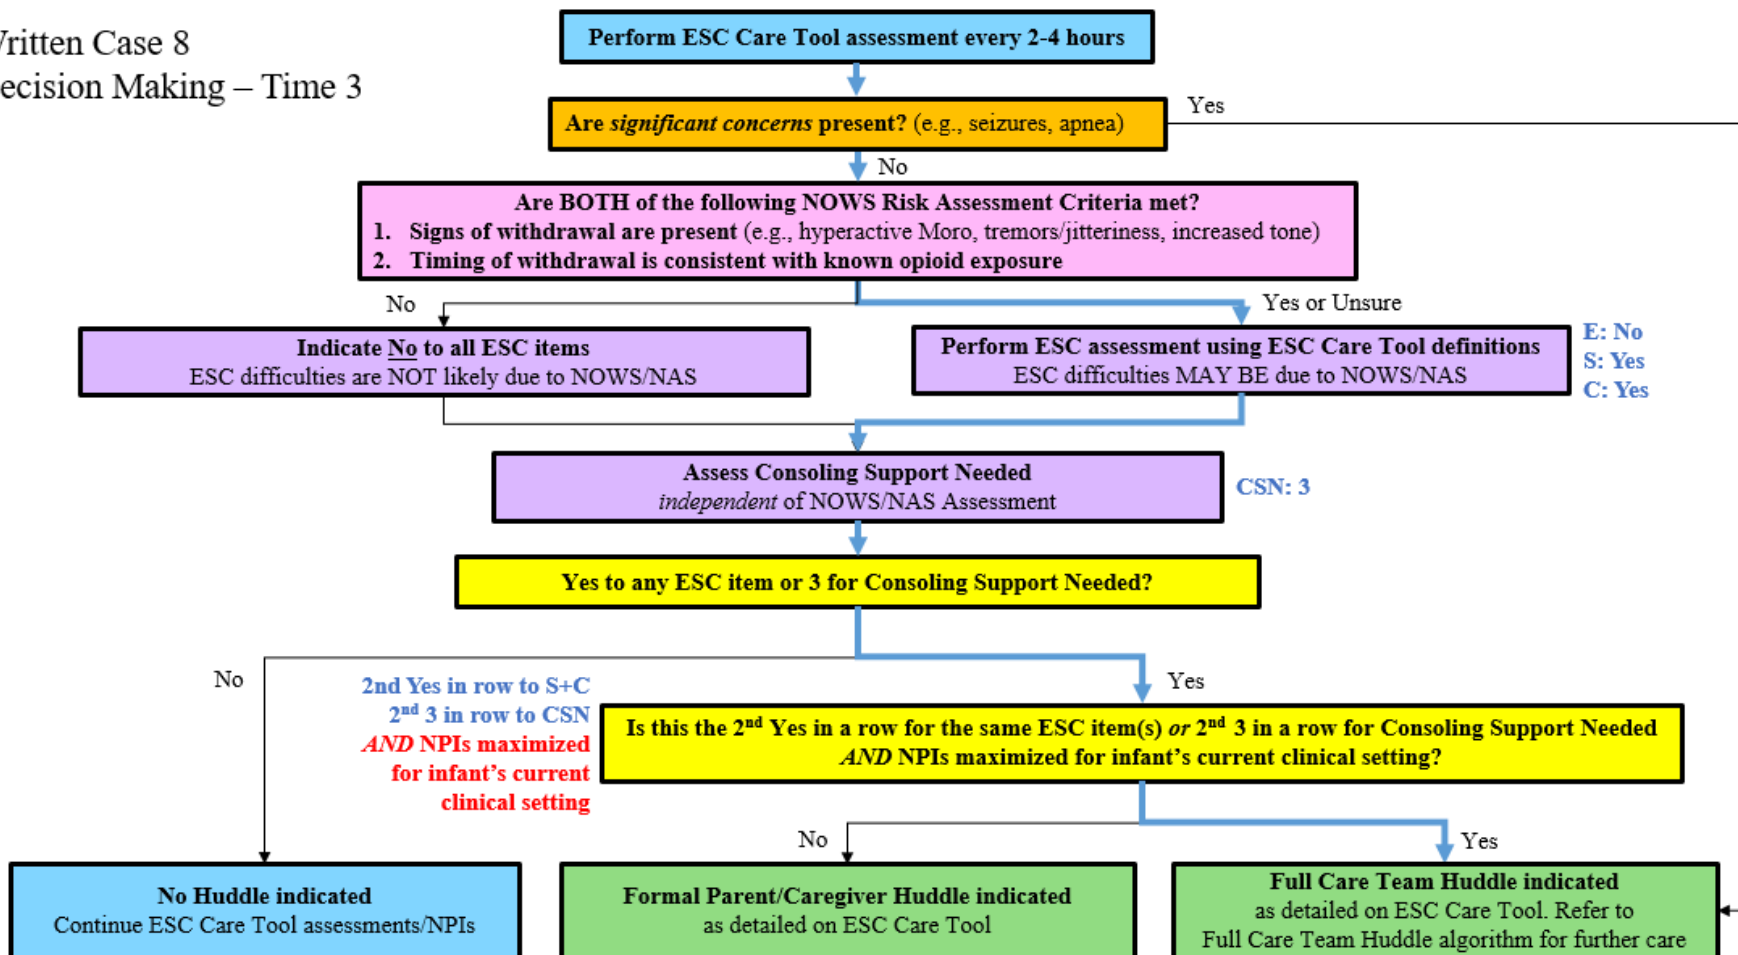 ritten Case 8
ecision Making – Time 3
Perform ESC Care Tool assessment every 2-4 hours
Are significant concerns present? (e.g., seizures, apnea)
Yes
No
Are BOTH of the following NOWS Risk Assessment Criteria met?
1. Signs of withdrawal are present (e.g., hyperactive Moro, tremors/jitteriness, increased tone)
2. Timing of withdrawal is consistent with known opioid exposure
No
Yes or Unsure
Indicate No to all ESC items
ESC difficulties are NOT likely due to NOWS/NAS
Perform ESC assessment using ESC Care Tool definitions
ESC difficulties MAY BE due to NOWS/NAS
E: No
S: Yes
C: Yes
Assess Consoling Support Needed
independent of NOWS/NAS Assessment
CSN: 3
Yes to any ESC item or 3 for Consoling Support Needed?
No
Yes
2nd Yes in row to S+C
2nd 3 in row to CSN
AND NPIs maximized
for infant’s current
clinical setting
Is this the 2nd Yes in a row for the same ESC item(s) or 2nd 3 in a row for Consoling Support Needed
AND NPIs maximized for infant’s current clinical setting?
No
Yes
No Huddle indicated
Continue ESC Care Tool assessments/NPIs
Formal Parent/Caregiver Huddle indicated
as detailed on ESC Care Tool
Full Care Team Huddle indicated
as detailed on ESC Care Tool. Refer to
Full Care Team Huddle algorithm for further care